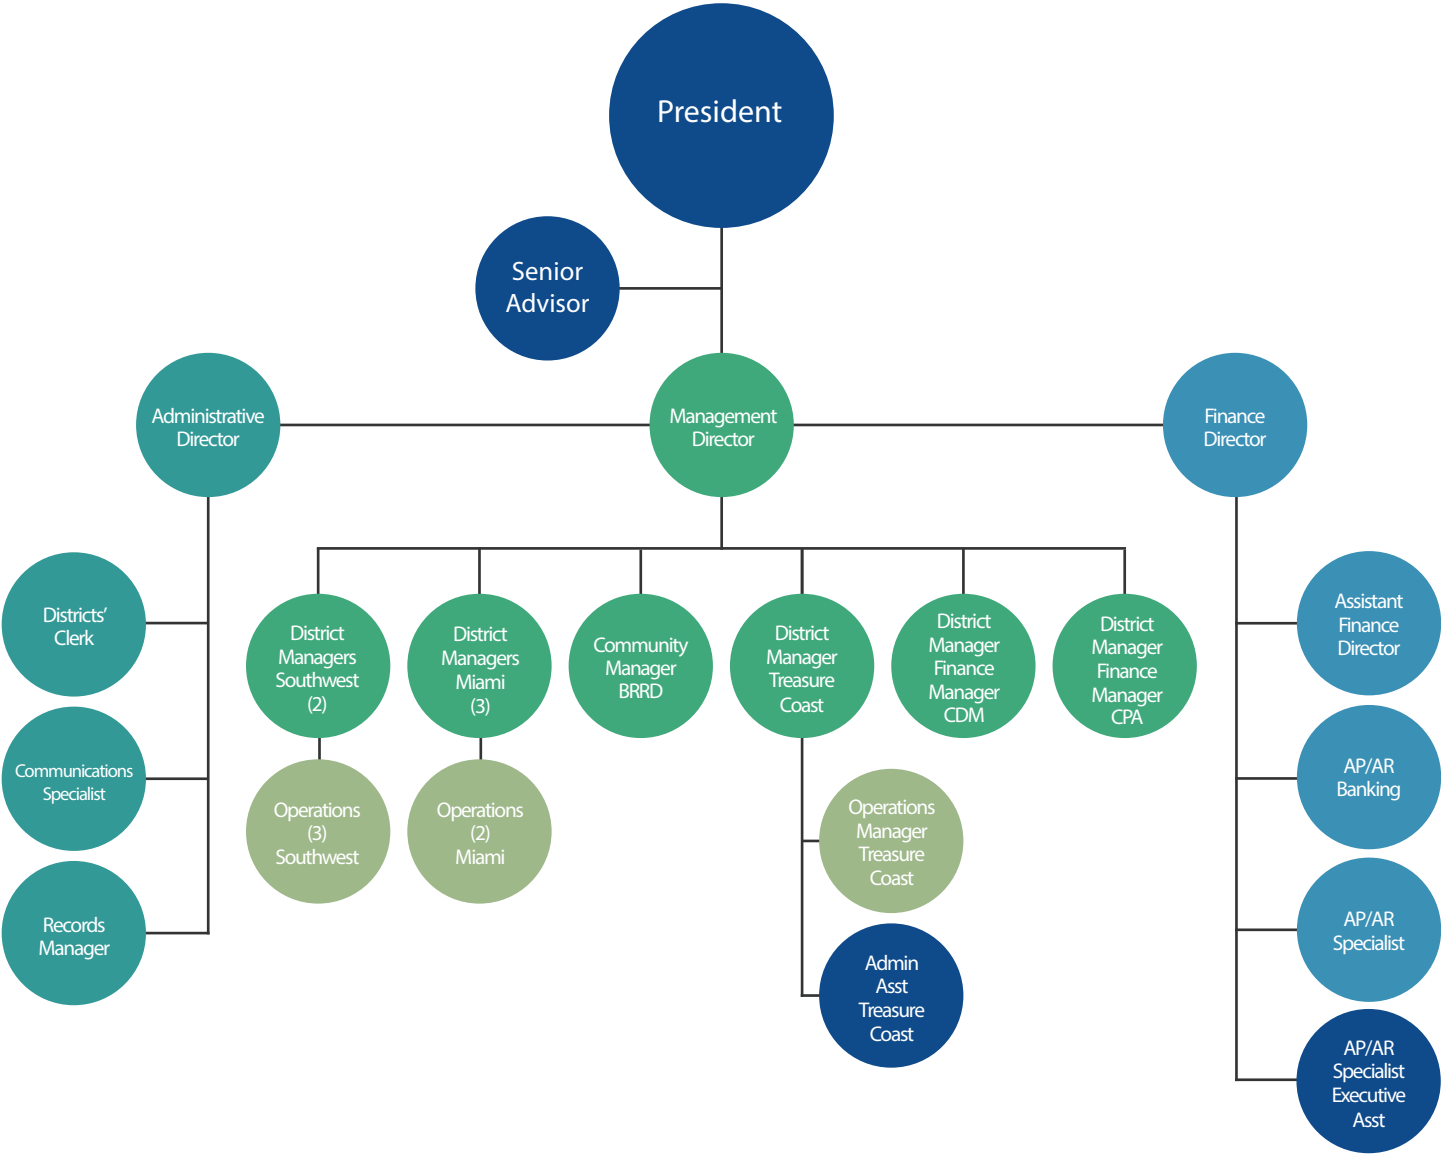 President
Senior
Advisor
Administrative
Director
Management
Director
Finance
Director
Districts’
Clerk
Communications
Specialist
Records
Manager
District
Managers
Southwest
(2)
Operations
(3)
Southwest
District
Managers
Miami
(3)
Operations
(2)
Miami
Community
Manager
BRRD
District
Manager
Treasure
Coast
Operations
Manager
Treasure
Coast
Admin
Asst
Treasure
Coast
District
Manager
Finance
Manager
CDM
District
Manager
Finance
Manager
CPA
Assistant
Finance
Director
AP/AR
Banking
AP/AR
Specialist
AP/AR
Specialist
Executive
Asst